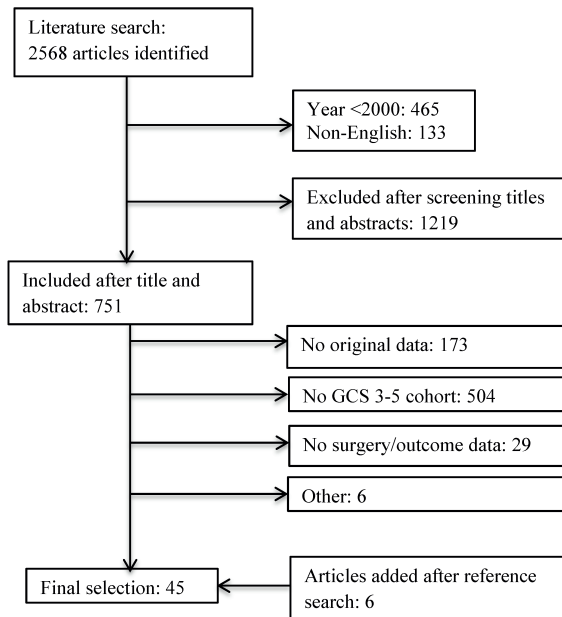 Literature search:
2568 articles identified
Year <2000: 465
Non-English: 133
Excluded after screening titles
and abstracts: 1219
Included after title and
abstract: 751
No original data: 173
No GCS 3-5 cohort: 504
No surgery/outcome data: 29
Other: 6
Final selection: 45
Articles added after reference
search: 6